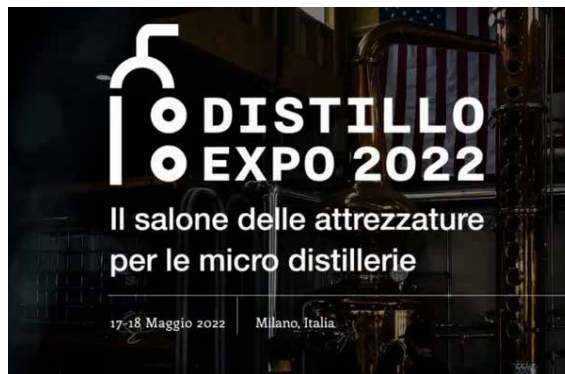 DISTILLO
EXPO 2022
Il salone delle attrezzature
per le micro distillerie
17-18 Maggio 2022
Milano, Italia